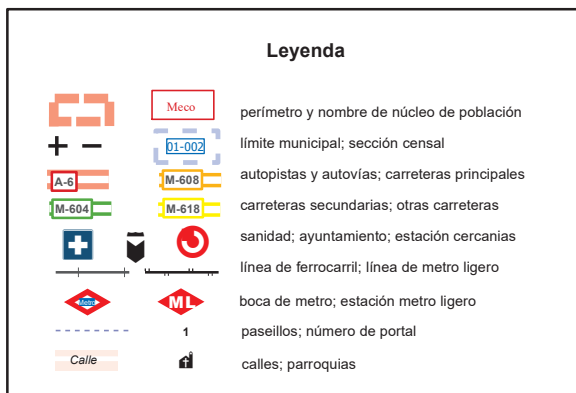 Leyenda
Meco
perímetro y nombre de núcleo de población
01-002
límite municipal; sección censal
A-6 M-608 autopistas y autovías; carreteras principales
M-604 M-618 carreteras secundarias; otras carreteras
sanidad; ayuntamiento; estación cercanias
línea de ferrocarril; línea de metro ligero
Metro ML boca de metro; estación metro ligero
1 paseillos; número de portal
Calle calles; parroquias